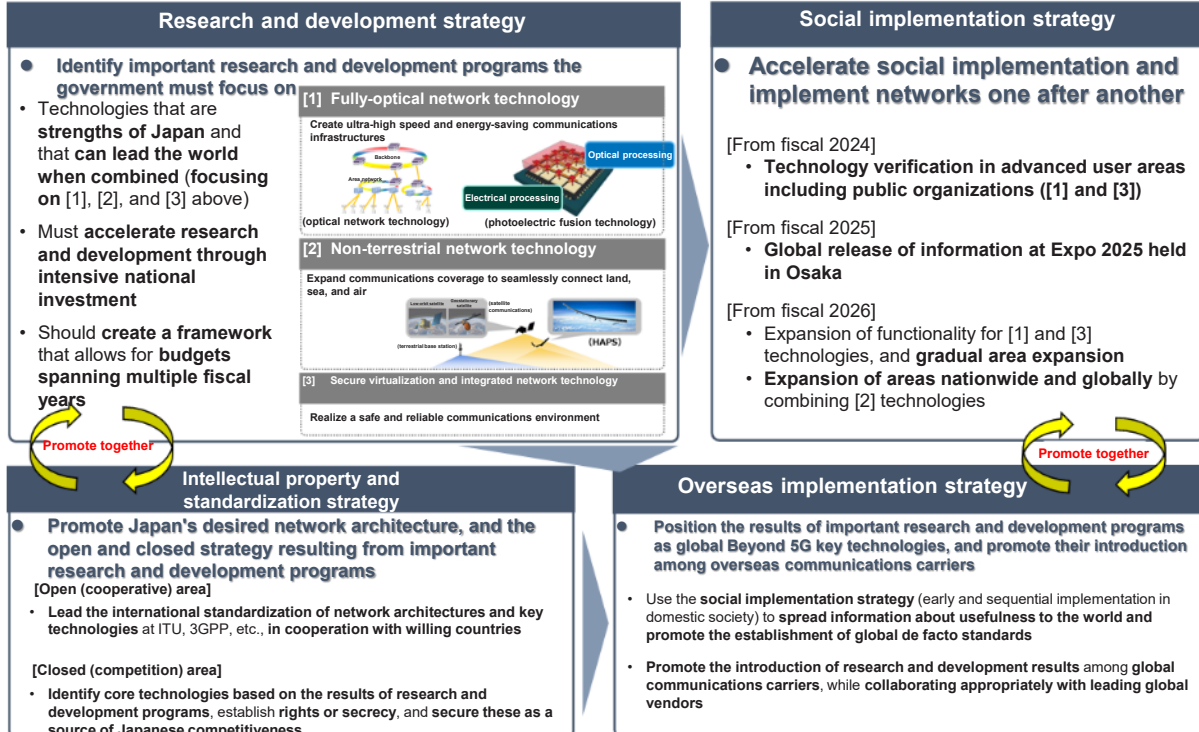 Research and development strategy
Identify important research and development programs the
government must focus on
• Technologies that are
strengths of Japan and
that can lead the world
when combined (focusing
on [1], [2], and [3] above)
• Must accelerate research
and development through
intensive national
investment
• Should create a framework
that allows for budgets
spanning multiple fiscal
years
[1] Fully-optical network technology
Create ultra-high speed and energy-saving communications
infrastructures
Backbone
Area network
Optical processing
Electrical processing
(optical network technology)
(photoelectric fusion technology)
[2] Non-terrestrial network technology
Expand communications coverage to seamlessly connect land,
sea, and air
Low-orbit satellite
Geostationary
satellite
(satellite
communications)
(terrestrial base station)
(HAPS)
[3] Secure virtualization and integrated network technology
Realize a safe and reliable communications environment
Promote together
Social implementation strategy
Accelerate social implementation and
implement networks one after another
[From fiscal 2024]
• Technology verification in advanced user areas
including public organizations ([1] and [3])
[From fiscal 2025]
• Global release of information at Expo 2025 held
in Osaka
[From fiscal 2026]
• Expansion of functionality for [1] and [3]
technologies, and gradual area expansion
• Expansion of areas nationwide and globally by
combining [2] technologies
Promote together
Intellectual property and
standardization strategy
Promote Japan's desired network architecture, and the
open and closed strategy resulting from important
research and development programs
[Open (cooperative) area]
• Lead the international standardization of network architectures and key
technologies at ITU, 3GPP, etc., in cooperation with willing countries
[Closed (competition) area]
• Identify core technologies based on the results of research and
development programs, establish rights or secrecy, and secure these as a
source of Japanese competitiveness
Overseas implementation strategy
Position the results of important research and development programs
as global Beyond 5G key technologies, and promote their introduction
among overseas communications carriers
• Use the social implementation strategy (early and sequential implementation in
domestic society) to spread information about usefulness to the world and
promote the establishment of global de facto standards
• Promote the introduction of research and development results among global
communications carriers, while collaborating appropriately with leading global
vendors